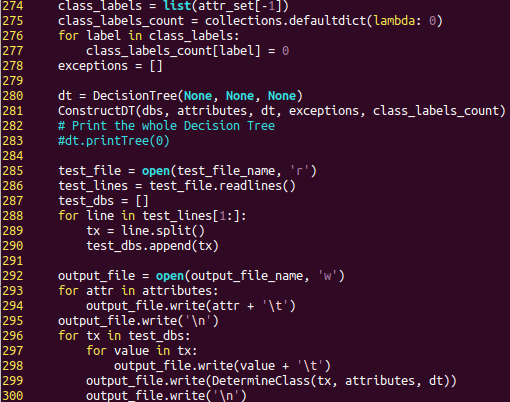 274     class_labels = list(attr_set[-1])
275     class_labels_count = collections.defaultdict(lambda: 0)
276     for label in class_labels:
277         class_labels_count[label] = 0
278     exceptions = []
279
280     dt = DecisionTree(None, None, None)
281     ConstructDT(dbs, attributes, dt, exceptions, class_labels_count)
282     # Print the whole Decision Tree
283     #dt.printTree(0)
284
285     test_file = open(test_file_name, 'r')
286     test_lines = test_file.readlines()
287     test_dbs = []
288     for line in test_lines[1:]:
289         tx = line.split()
290         test_dbs.append(tx)
291
292     output_file = open(output_file_name, 'w')
293     for attr in attributes:
294         output_file.write(attr + '\t')
295     output_file.write('\n')
296     for tx in test_dbs:
297         for value in tx:
298             output_file.write(value + '\t')
299         output_file.write(DetermineClass(tx, attributes, dt))
300         output_file.write('\n')